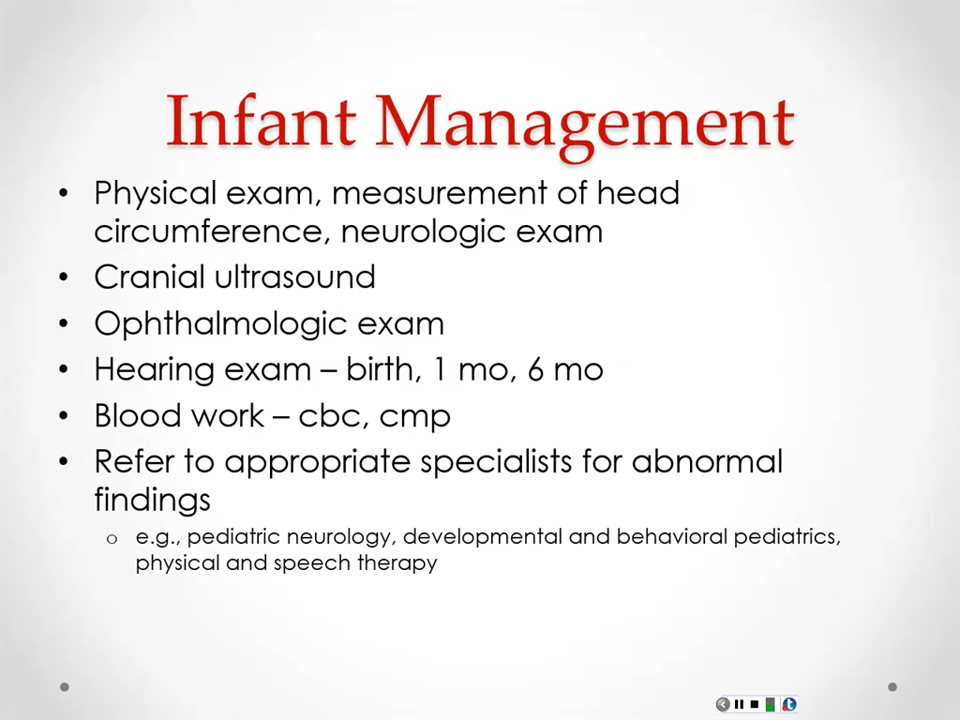 Infant Management
• Physical exam, measurement of head
circumference, neurologic exam
• Cranial ultrasound
• Ophthalmologic exam
• Hearing exam – birth, 1 mo, 6 mo
• Blood work – cbc, cmp
• Refer to appropriate specialists for abnormal
findings
o e.g., pediatric neurology, developmental and behavioral pediatrics,
physical and speech therapy